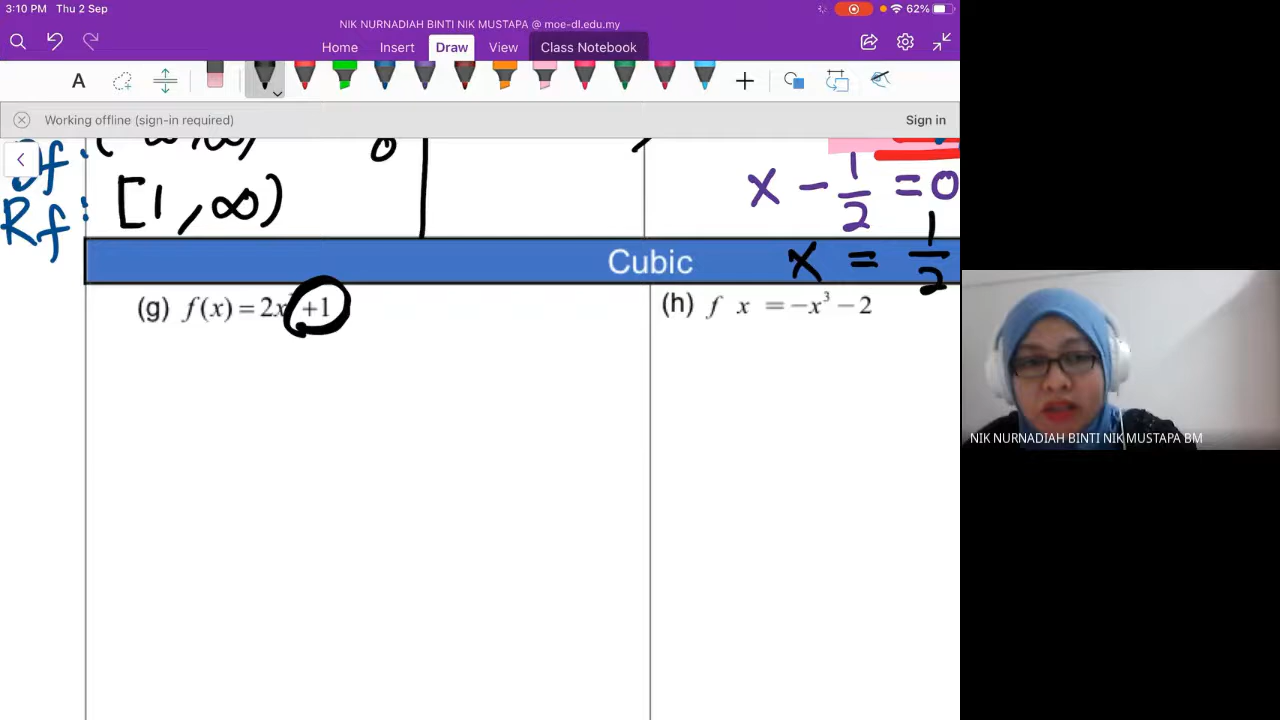 3:10 PM Thu 2 Sep
62%
NIK NURNADIAH BINTI NIK MUSTAPA @ moe-dl.edu.my
Home Insert Draw View Class Notebook
A
Working offline (sign-in required) Sign in
Df:
x - 1/2 = 0
Rf: [1, ∞)
Cubic
x = 1/2
(g) f(x) = 2x +1
(h) f x = -x³ - 2
NIK NURNADIAH BINTI NIK MUSTAPA BM